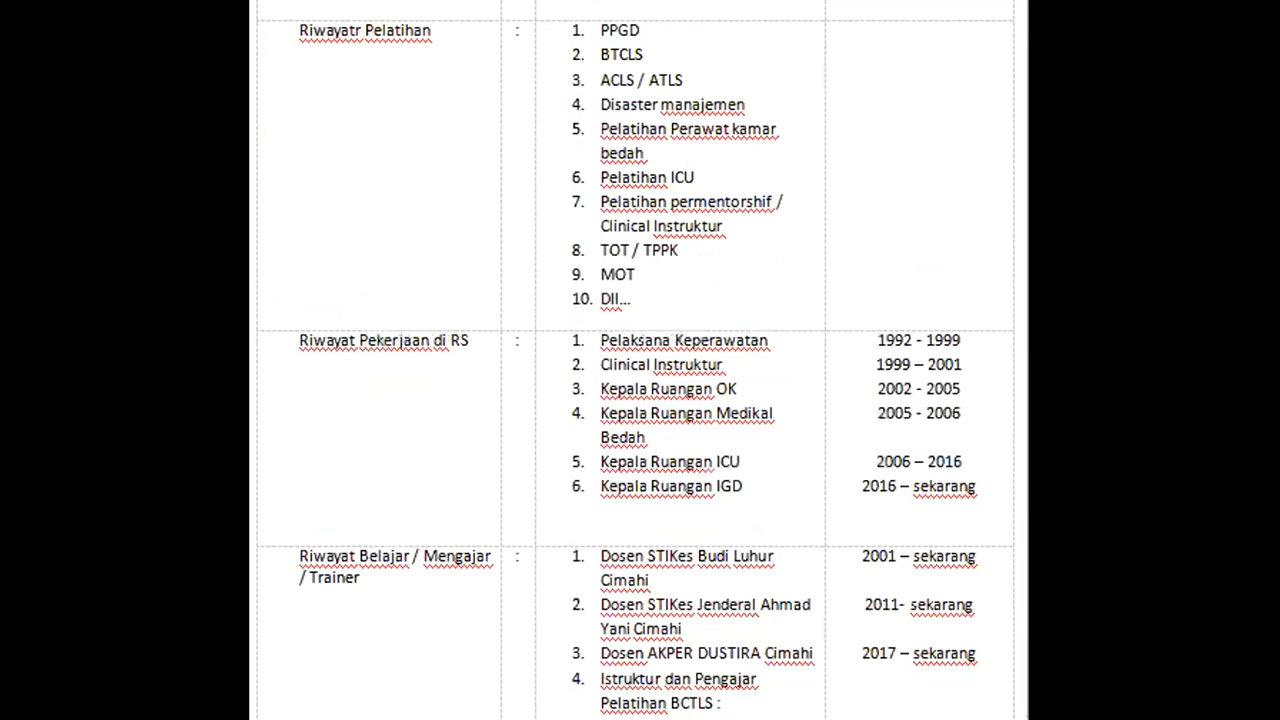 Riwayatr Pelatihan : 1. PPGD
2. BTCLS
3. ACLS / ATLS
4. Disaster manajemen
5. Pelatihan Perawat kamar
bedah
6. Pelatihan ICU
7. Pelatihan permentorshif /
Clinical Instruktur
8. TOT / TPPK
9. MOT
10. Dll...
Riwayat Pekerjaan di RS : 1. Pelaksana Keperawatan 1992 - 1999
2. Clinical Instruktur 1999 – 2001
3. Kepala Ruangan OK 2002 - 2005
4. Kepala Ruangan Medikal 2005 - 2006
Bedah
5. Kepala Ruangan ICU 2006 – 2016
6. Kepala Ruangan IGD 2016 – sekarang
Riwayat Belajar / Mengajar : 1. Dosen STIKes Budi Luhur 2001 – sekarang
/ Trainer Cimahi
2. Dosen STIKes Jenderal Ahmad 2011- sekarang
Yani Cimahi
3. Dosen AKPER DUSTIRA Cimahi 2017 – sekarang
4. Istruktur dan Pengajar
Pelatihan BCTLS :